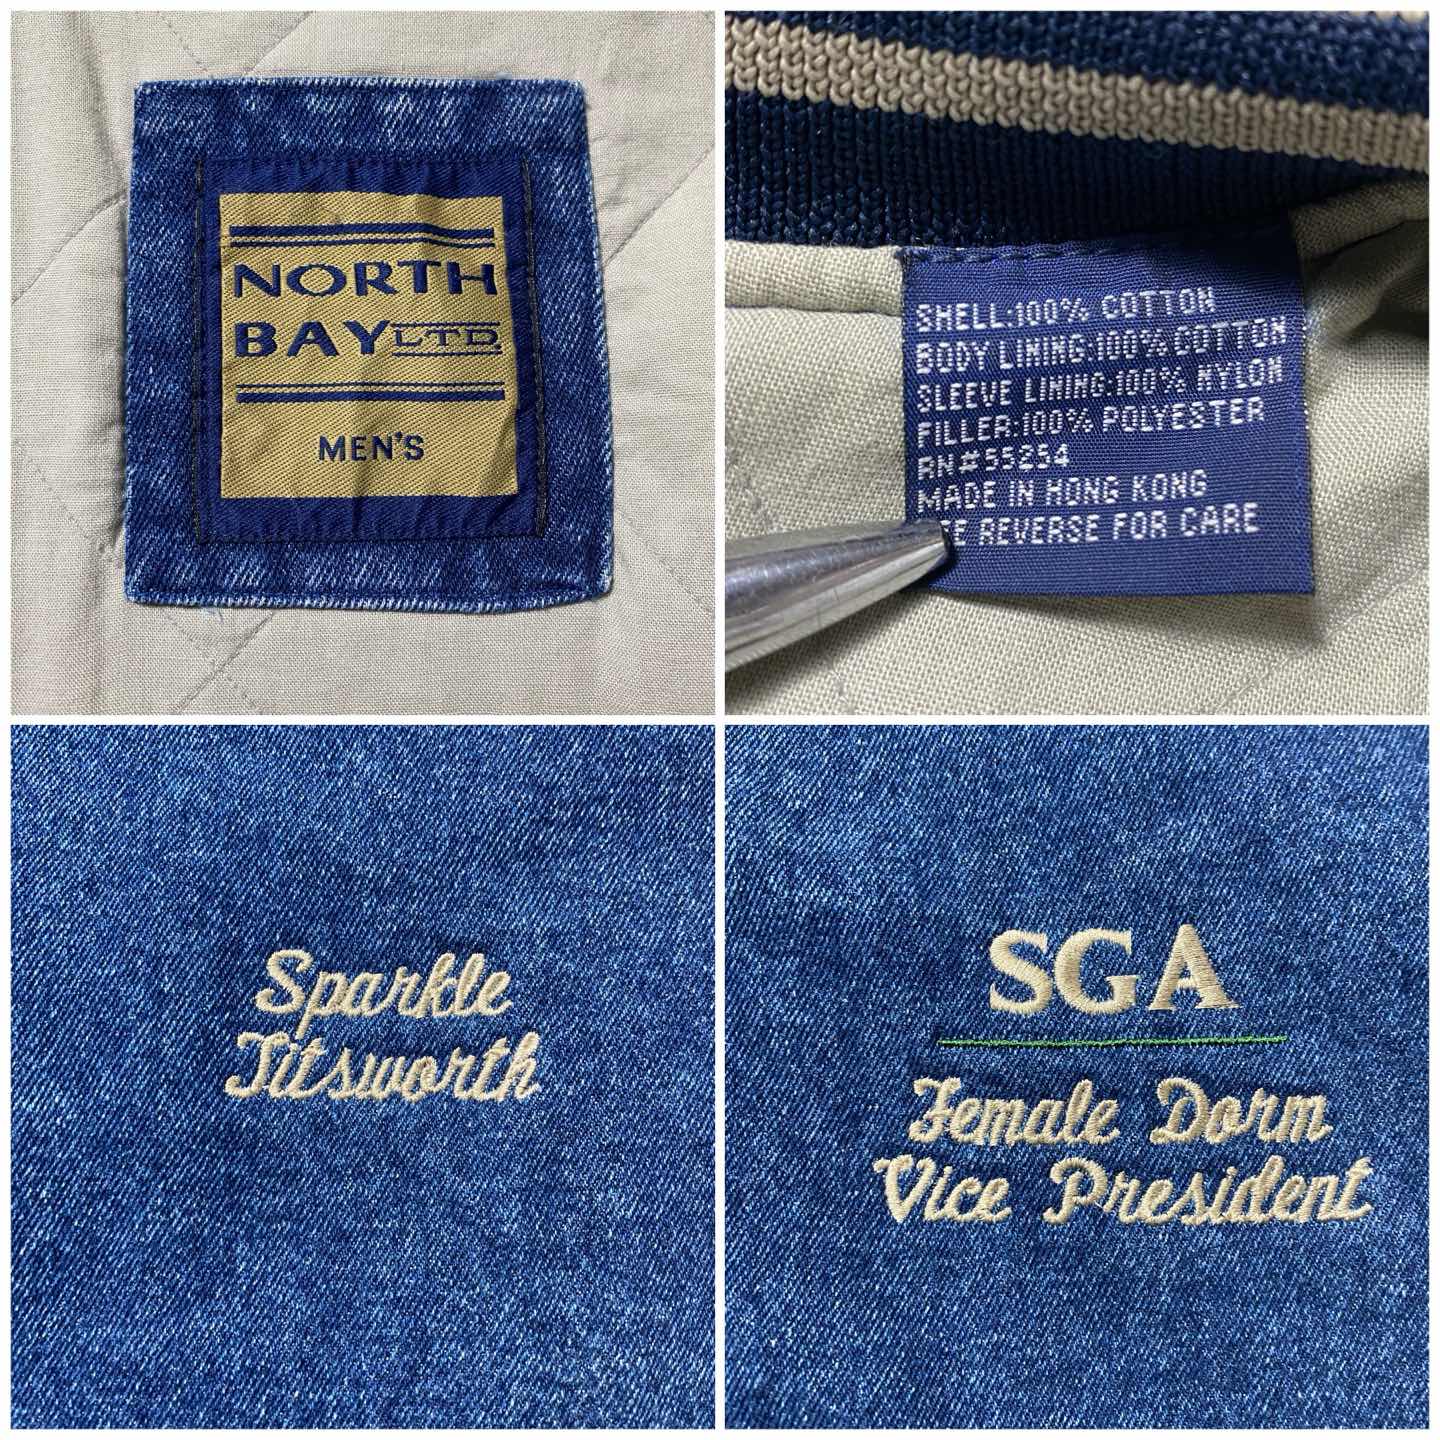 NORTH
BAY LTD.
MEN'S
SHELL:100% COTTON
BODY LINING:100% COTTON
SLEEVE LINING:100% NYLON
FILLER:100% POLYESTER
RN#55254
MADE IN HONG KONG
REVERSE FOR CARE
Sparkle
Titsworth
SGA
Female Dorm
Vice President